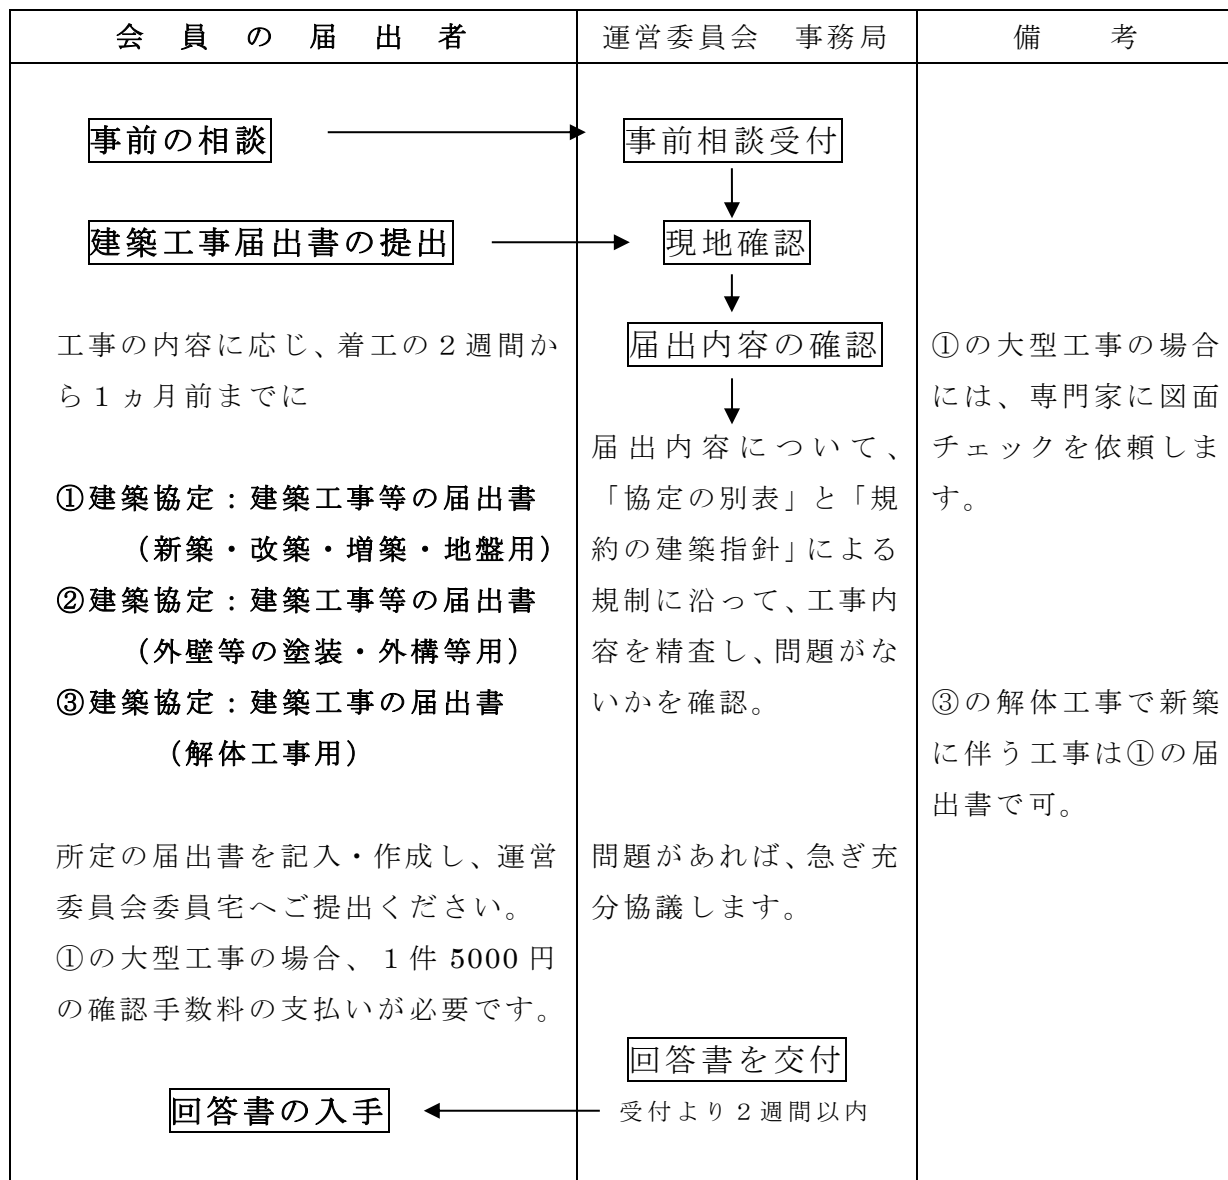 会員の届出者
運営委員会　事務局
備考
事前の相談
事前相談受付
建築工事届出書の提出
現地確認
工事の内容に応じ、着工の２週間か
ら１ヵ月前までに
①建築協定：建築工事等の届出書
（新築・改築・増築・地盤用）
②建築協定：建築工事等の届出書
（外壁等の塗装・外構等用）
③建築協定：建築工事の届出書
（解体工事用）
所定の届出書を記入・作成し、運営
委員会委員宅へご提出ください。
①の大型工事の場合、１件 5000 円
の確認手数料の支払いが必要です。
届出内容の確認
届出内容について、
「協定の別表」と「規
約の建築指針」による
規制に沿って、工事内
容を精査し、問題がな
いかを確認。
問題があれば、急ぎ充
分協議します。
①の大型工事の場合
には、専門家に図面
チェックを依頼しま
す。
③の解体工事で新築
に伴う工事は①の届
出書で可。
回答書を交付
回答書の入手
受付より２週間以内